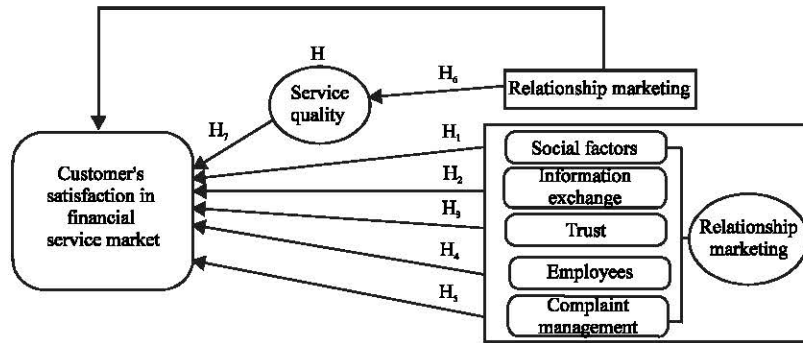 H
H₆
Service
quality
Relationship marketing
H₇
H₁
Customer's
satisfaction in
financial
service market
Social factors
H₂
Information
exchange
H₃
Trust
Relationship
marketing
H₄
Employees
H₅
Complaint
management